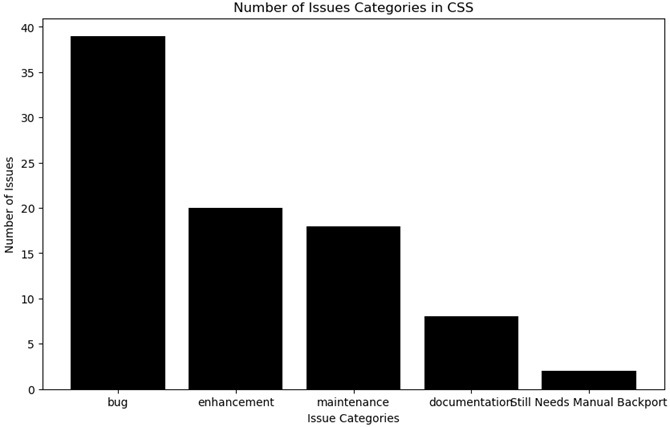 Number of Issues Categories in CSS
40
35
30
25
20
15
10
5
0
Number of Issues
bug enhancement maintenance documentation Still Needs Manual Backport
Issue Categories